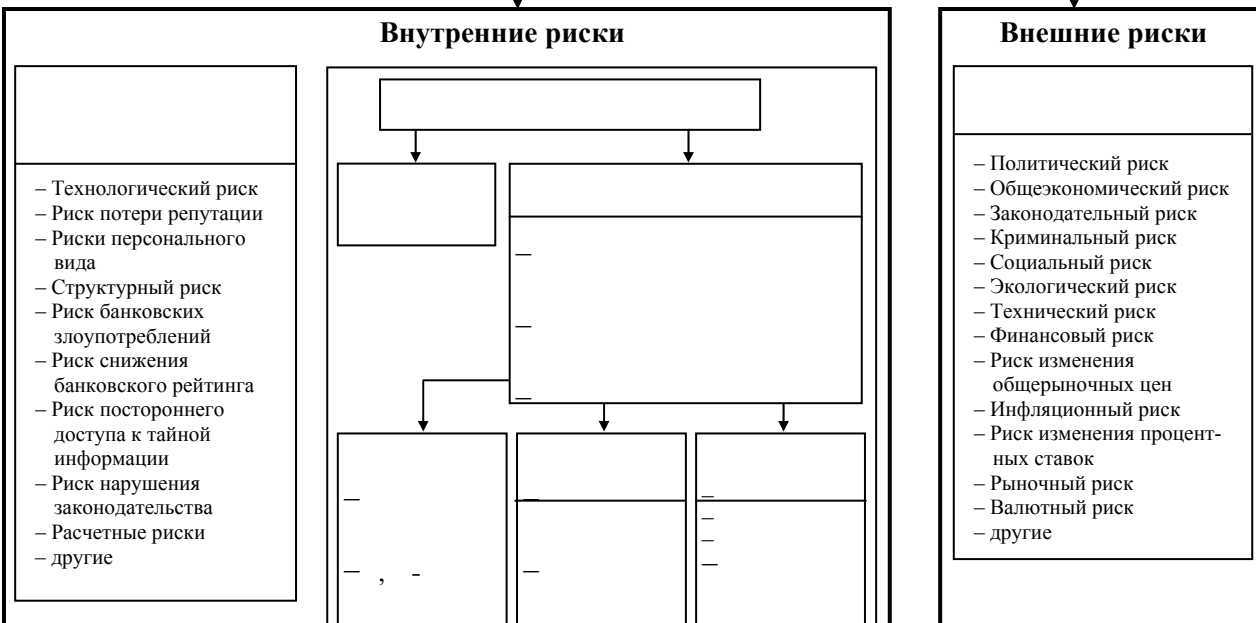 Внутренние риски
– Технологический риск
– Риск потери репутации
– Риски персонального
вида
– Структурный риск
– Риск банковских
злоупотреблений
– Риск снижения
банковского рейтинга
– Риск постороннего
доступа к тайной
информации
– Риск нарушения
законодательства
– Расчетные риски
– другие
–
–
–
–
– , -
–
–
–
–
–
–
Внешние риски
– Политический риск
– Общеэкономический риск
– Законодательный риск
– Криминальный риск
– Социальный риск
– Экологический риск
– Технический риск
– Финансовый риск
– Риск изменения
общерыночных цен
– Инфляционный риск
– Риск изменения процент-
ных ставок
– Рыночный риск
– Валютный риск
– другие